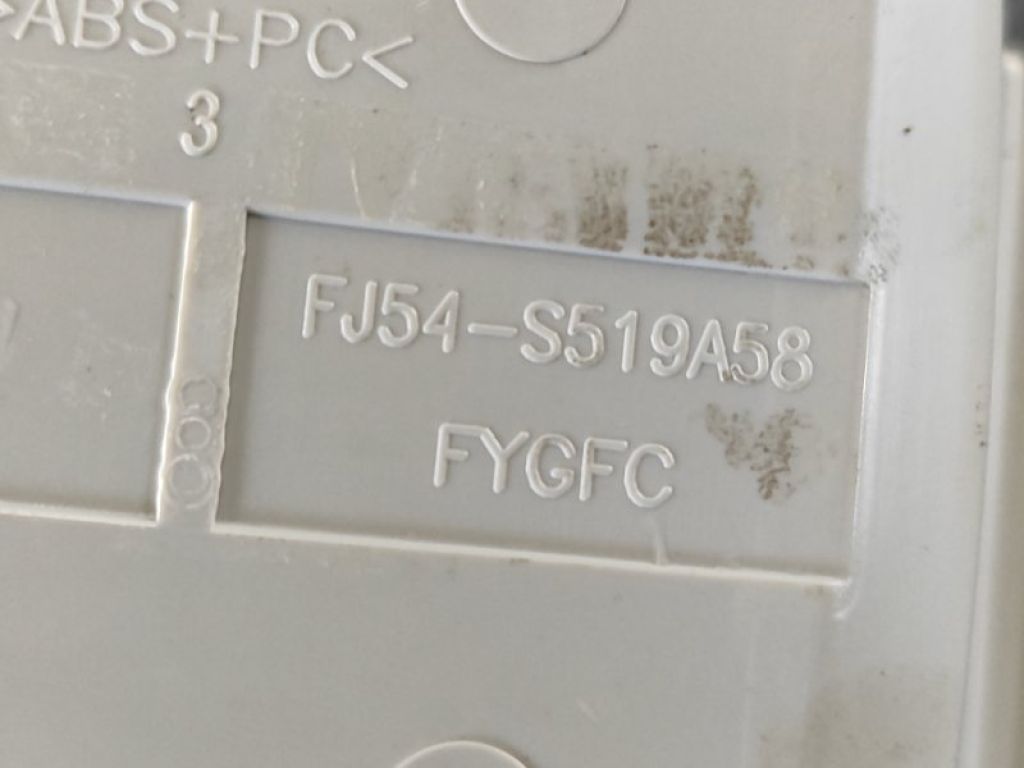 >ABS+PC<
3
FJ54-S519A58
FYGFC